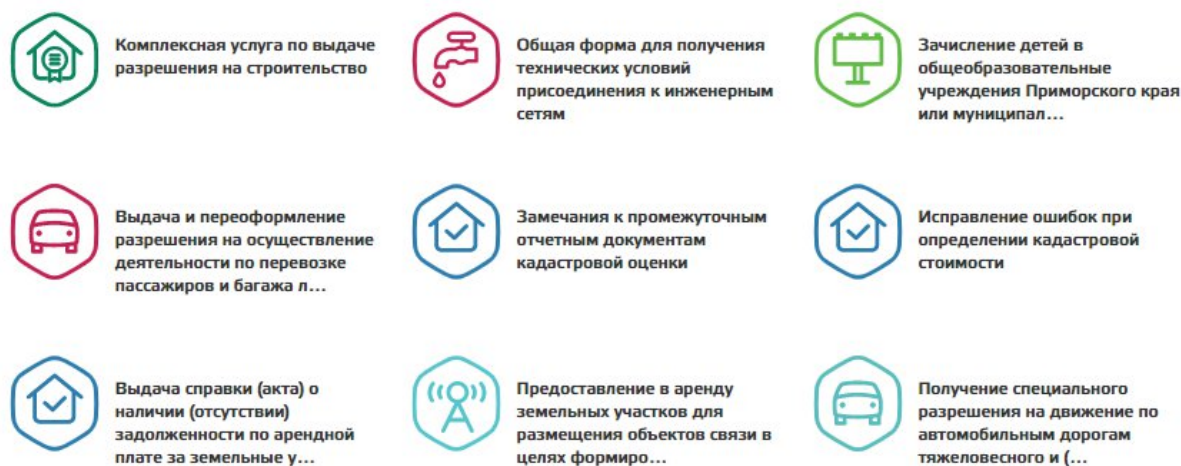 Комплексная услуга по выдаче
разрешения на строительство
Общая форма для получения
технических условий
присоединения к инженерным
сетям
Зачисление детей в
общеобразовательные
учреждения Приморского края
или муниципал...
Выдача и переоформление
разрешения на осуществление
деятельности по перевозке
пассажиров и багажа л...
Замечания к промежуточным
отчетным документам
кадастровой оценки
Исправление ошибок при
определении кадастровой
стоимости
Выдача справки (акта) о
наличии (отсутствии)
задолженности по арендной
плате за земельные у...
Предоставление в аренду
земельных участков для
размещения объектов связи в
целях формиро...
Получение специального
разрешения на движение по
автомобильным дорогам
тяжеловесного и (...